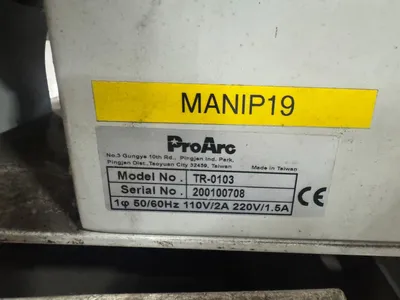 MANIP19
ProArc
No.3 Gungye 10th Rd., Pingjen Ind. Park,
Pingjen Dist.,Taoyuan City 32459, Taiwan Made in Taiwan
Model No. TR-0103
Serial No. 200100708
1φ 50/60Hz 110V/2A 220V/1.5A
CE